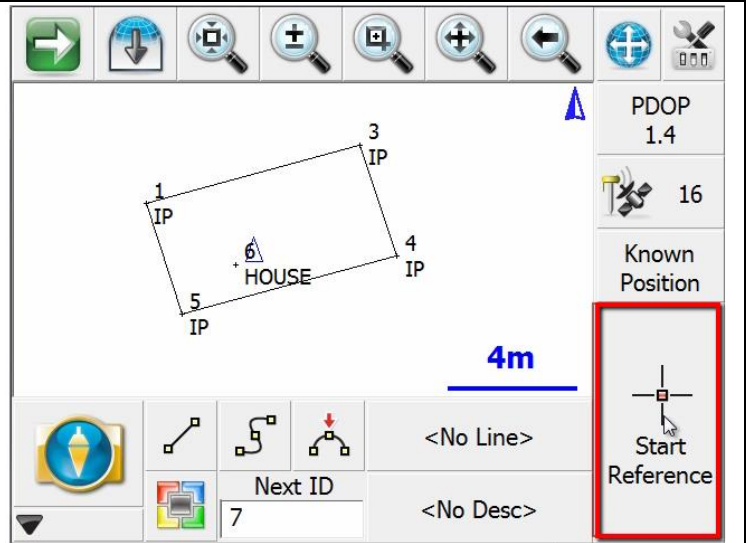 PDOP
1.4
16
Known
Position
Start
Reference
3
IP
1
IP
6
HOUSE
4
IP
5
IP
4m
<No Line>
Next ID
7
<No Desc>